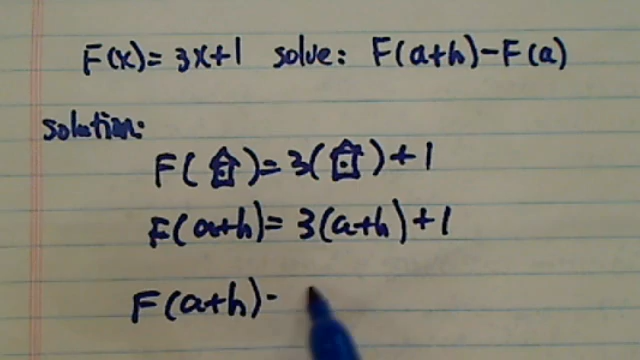 F(x)=3x+1 solve: F(a+h)-F(a)
solution:
F(⌂)=3(⌂)+1
F(a+h)=3(a+h)+1
F(a+h)-